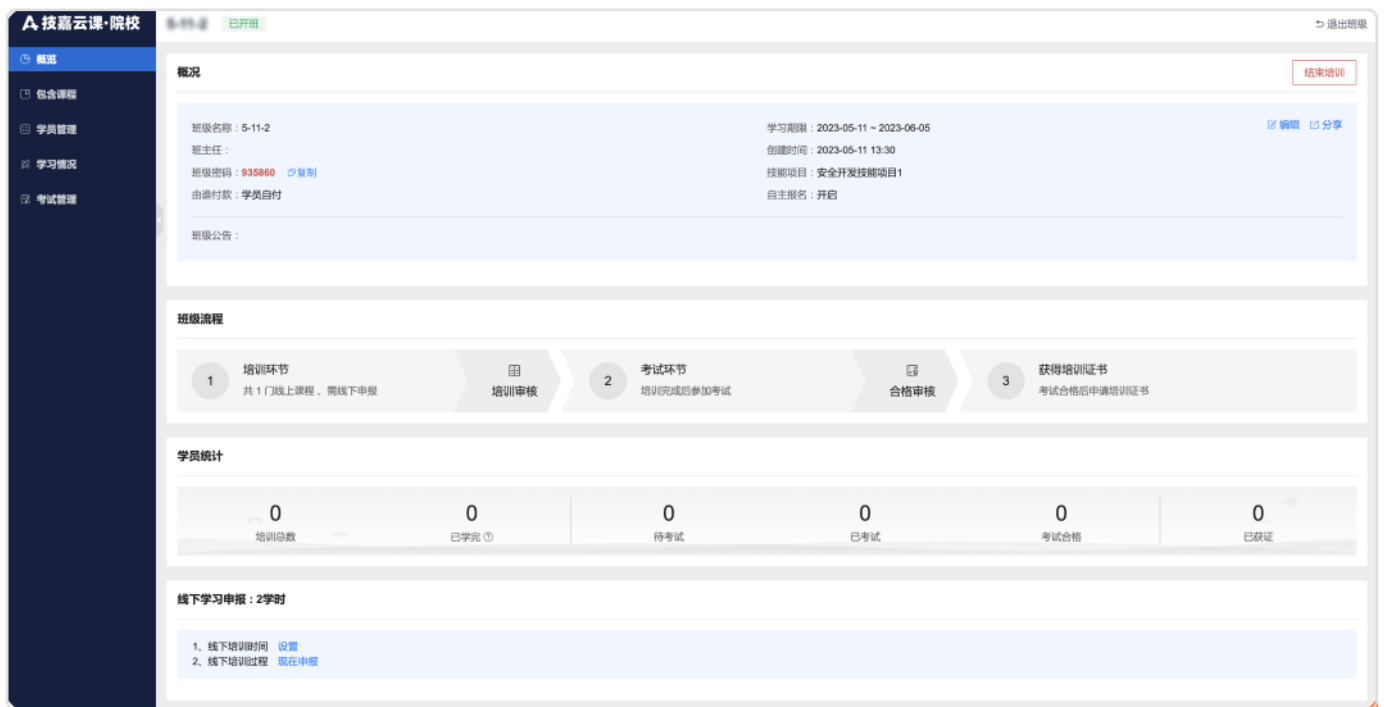 技嘉云课·院校
5-11-2 已开班
退出班级
概览
包含课程
学员管理
学习情况
考试管理
概况
结束培训
班级名称：5-11-2
学习期限：2023-05-11 ~ 2023-06-05
编辑 分享
班主任：
创建时间：2023-05-11 13:30
班级密码：935860 复制
技能项目：安全开发技能项目1
由谁付款：学员自付
自主报名：开启
班级公告：
班级流程
1
培训环节
共 1 门线上课程 、需线下申报
培训审核
2
考试环节
培训完成后参加考试
合格审核
3
获得培训证书
考试合格后申请培训证书
学员统计
0 0 0 0 0 0
培训总数 已学完 待考试 已考试 考试合格 已获证
线下学习申报：2学时
1、线下培训时间 设置
2、线下培训过程 现在申报